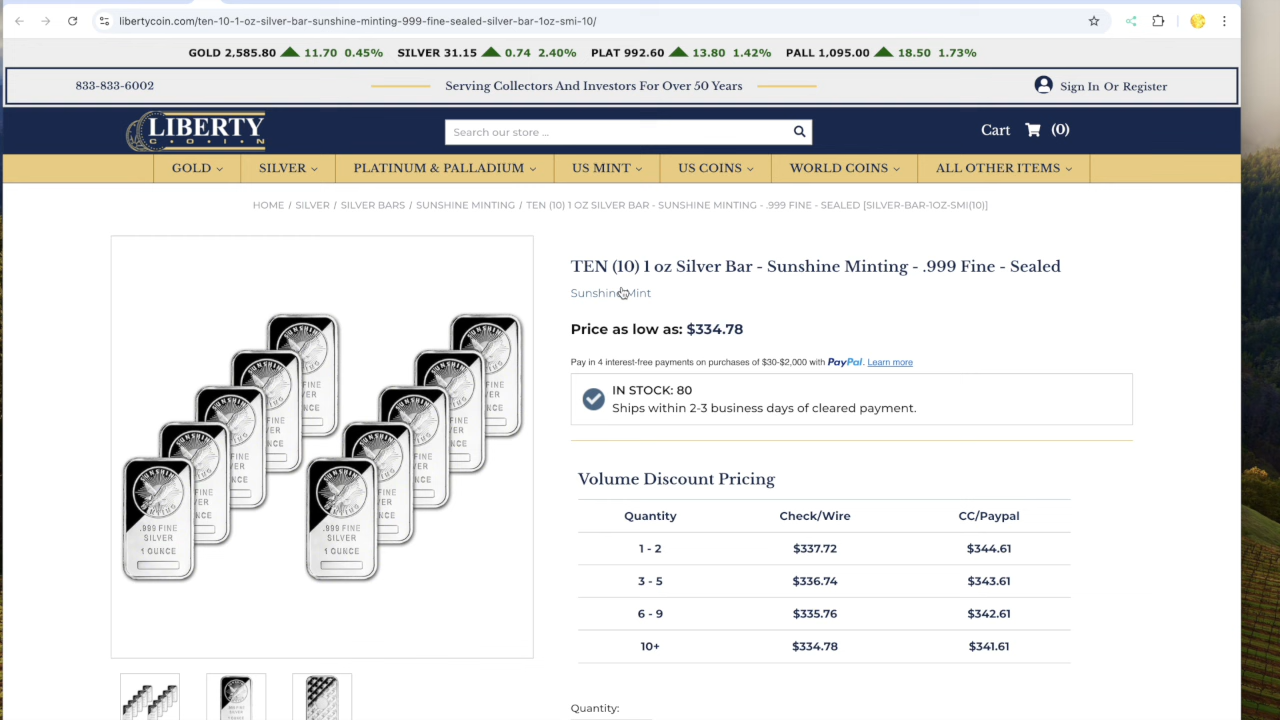 libertycoin.com/ten-10-1-oz-silver-bar-sunshine-minting-999-fine-sealed-silver-bar-1oz-smi-10/
GOLD 2,585.80 11.70 0.45% SILVER 31.15 0.74 2.40% PLAT 992.60 13.80 1.42% PALL 1,095.00 18.50 1.73%
833-833-6002 Serving Collectors And Investors For Over 50 Years Sign In Or Register
LIBERTY
C•O•I•N
Search our store ...
Cart (0)
GOLD SILVER PLATINUM & PALLADIUM US MINT US COINS WORLD COINS ALL OTHER ITEMS
HOME / SILVER / SILVER BARS / SUNSHINE MINTING / TEN (10) 1 OZ SILVER BAR - SUNSHINE MINTING - .999 FINE - SEALED [SILVER-BAR-1OZ-SMI(10)]
TEN (10) 1 oz Silver Bar - Sunshine Minting - .999 Fine - Sealed
Sunshine Mint
Price as low as: $334.78
Pay in 4 interest-free payments on purchases of $30-$2,000 with PayPal. Learn more
IN STOCK: 80
Ships within 2-3 business days of cleared payment.
SUNSHINE
.999 FINE
SILVER
1 OUNCE
SUNSHINE
.999 FINE
SILVER
1 OUNCE
Volume Discount Pricing
Quantity Check/Wire CC/Paypal
1 - 2 $337.72 $344.61
3 - 5 $336.74 $343.61
6 - 9 $335.76 $342.61
10+ $334.78 $341.61
Quantity: